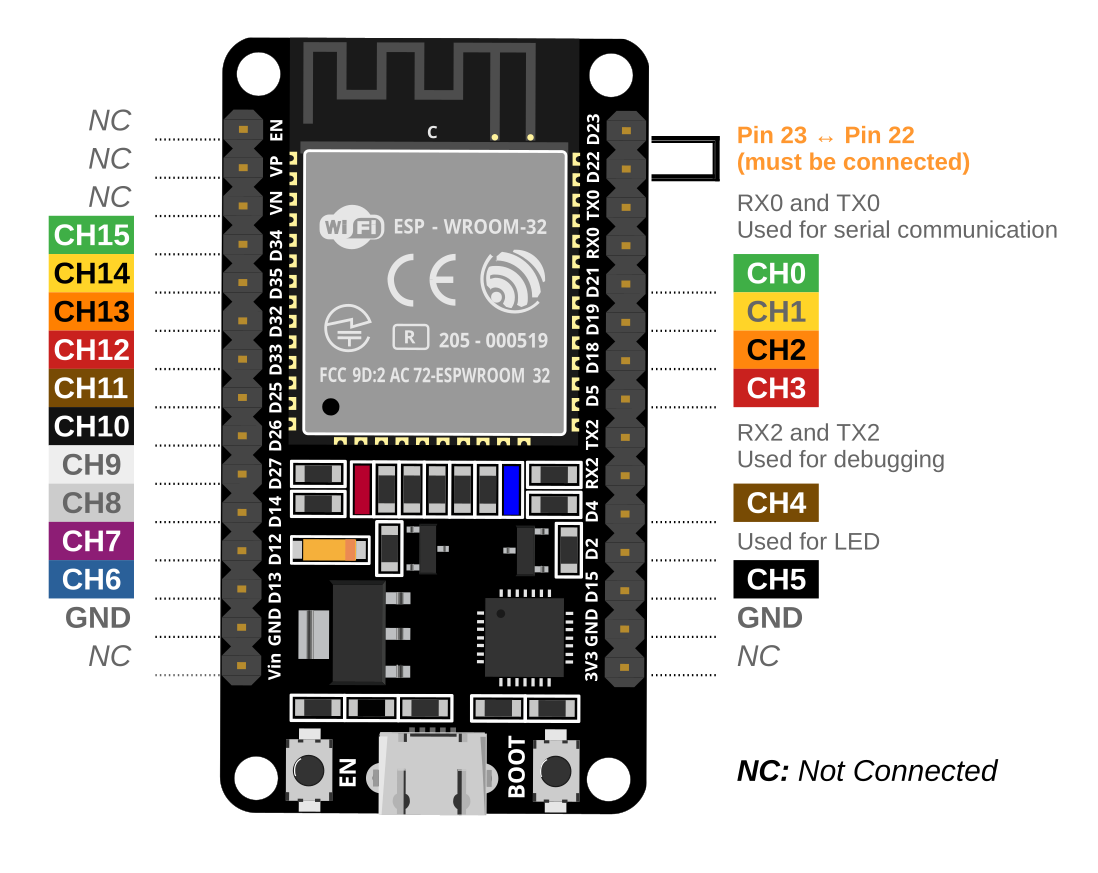 NC
NC
NC
CH15
CH14
CH13
CH12
CH11
CH10
CH9
CH8
CH7
CH6
GND
NC
EN
VP
VN
D34
D35
D32
D33
D25
D26
D27
D14
D12
D13
GND
Vin
C
WiFi
ESP - WROOM-32
CE
R
205 - 000519
FCC 9D:2 AC 72-ESPWROOM 32
EN
BOOT
D23
D22
TX0
RX0
D21
D19
D18
D5
TX2
RX2
D4
D2
D15
GND
3V3
Pin 23 ↔ Pin 22
(must be connected)
RX0 and TX0
Used for serial communication
CH0
CH1
CH2
CH3
RX2 and TX2
Used for debugging
CH4
Used for LED
CH5
GND
NC
NC: Not Connected